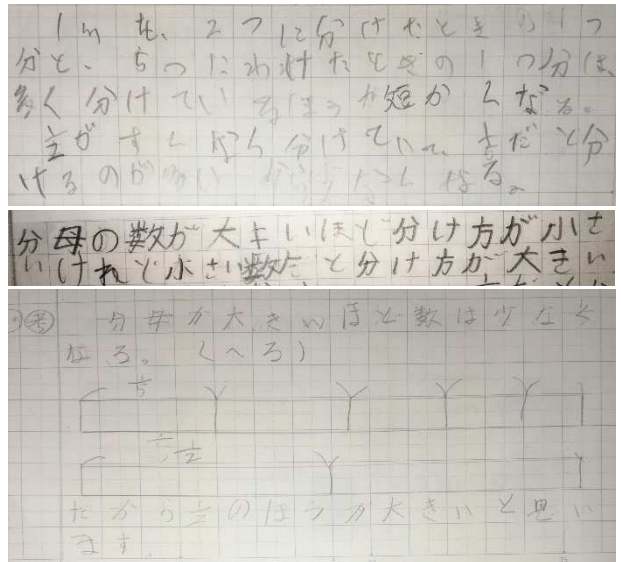 1mを、2つに分けたときの1つ
分と、5つにわけたときの1つ分は、
多く分けているほうが短かくなる。
1/2がすくなく分けていて、1/5だと分
けるのが なる。
分母の数が大きいほど分け方が小さ
いけれど小さい数だと分け方が大きい
考 分母が大きいほど数は少なく
なる。(へる)
1/5
1/2
だから1/2のほうが大きいと思い
ます。